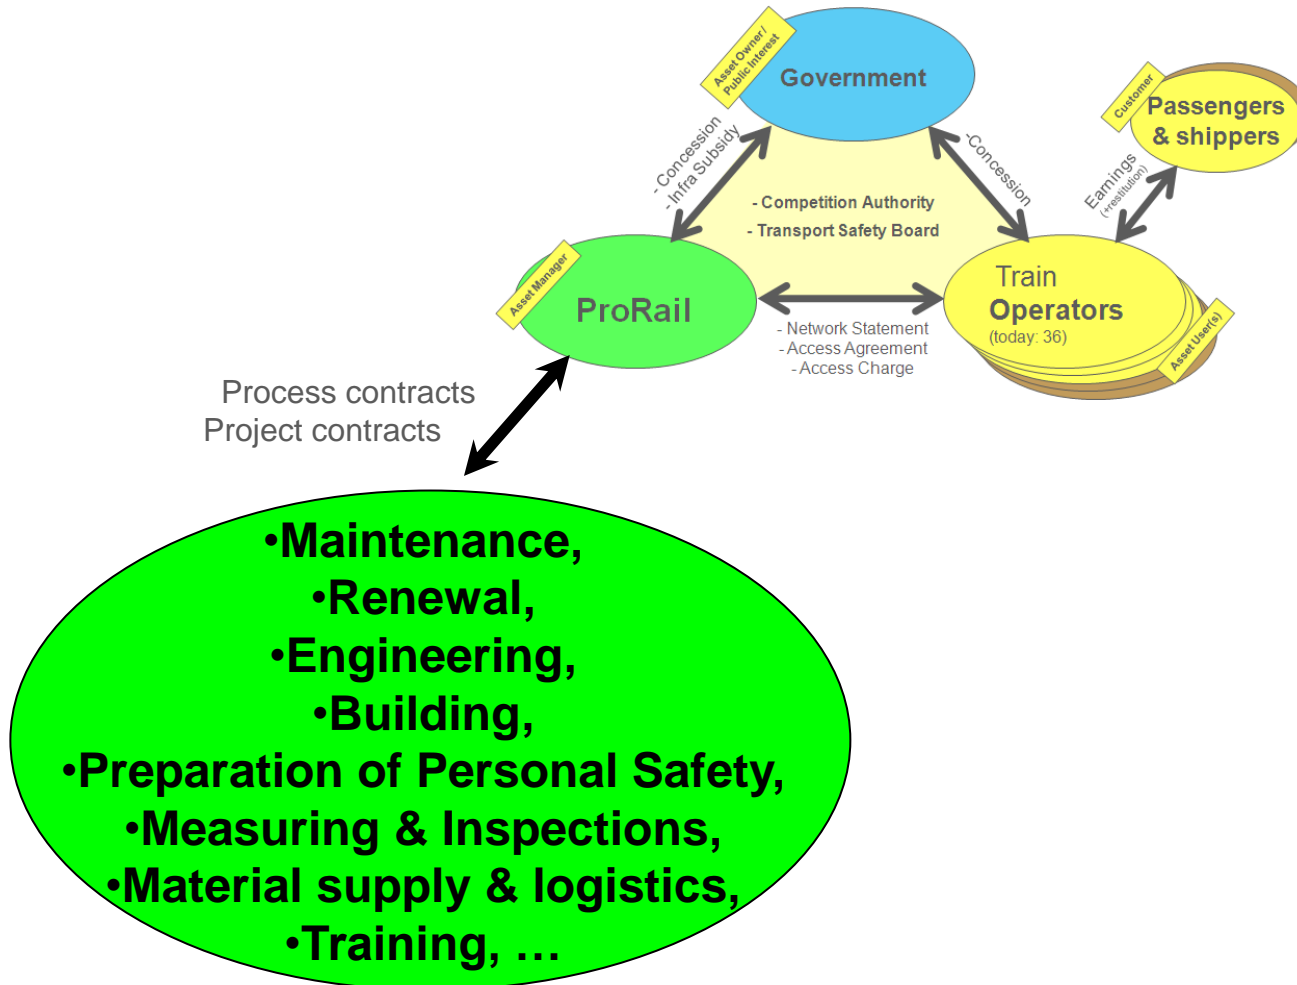 Asset Owner /
Public Interest
Government
Customer
Passengers
& shippers
- Concession
- Infra Subsidy
-Concession
Earnings
(+restitution)
- Competition Authority
- Transport Safety Board
Asset Manager
ProRail
Train
Operators
(today: 36)
Asset User(s)
- Network Statement
- Access Agreement
- Access Charge
Process contracts
Project contracts
•Maintenance,
•Renewal,
•Engineering,
•Building,
•Preparation of Personal Safety,
•Measuring & Inspections,
•Material supply & logistics,
•Training, …